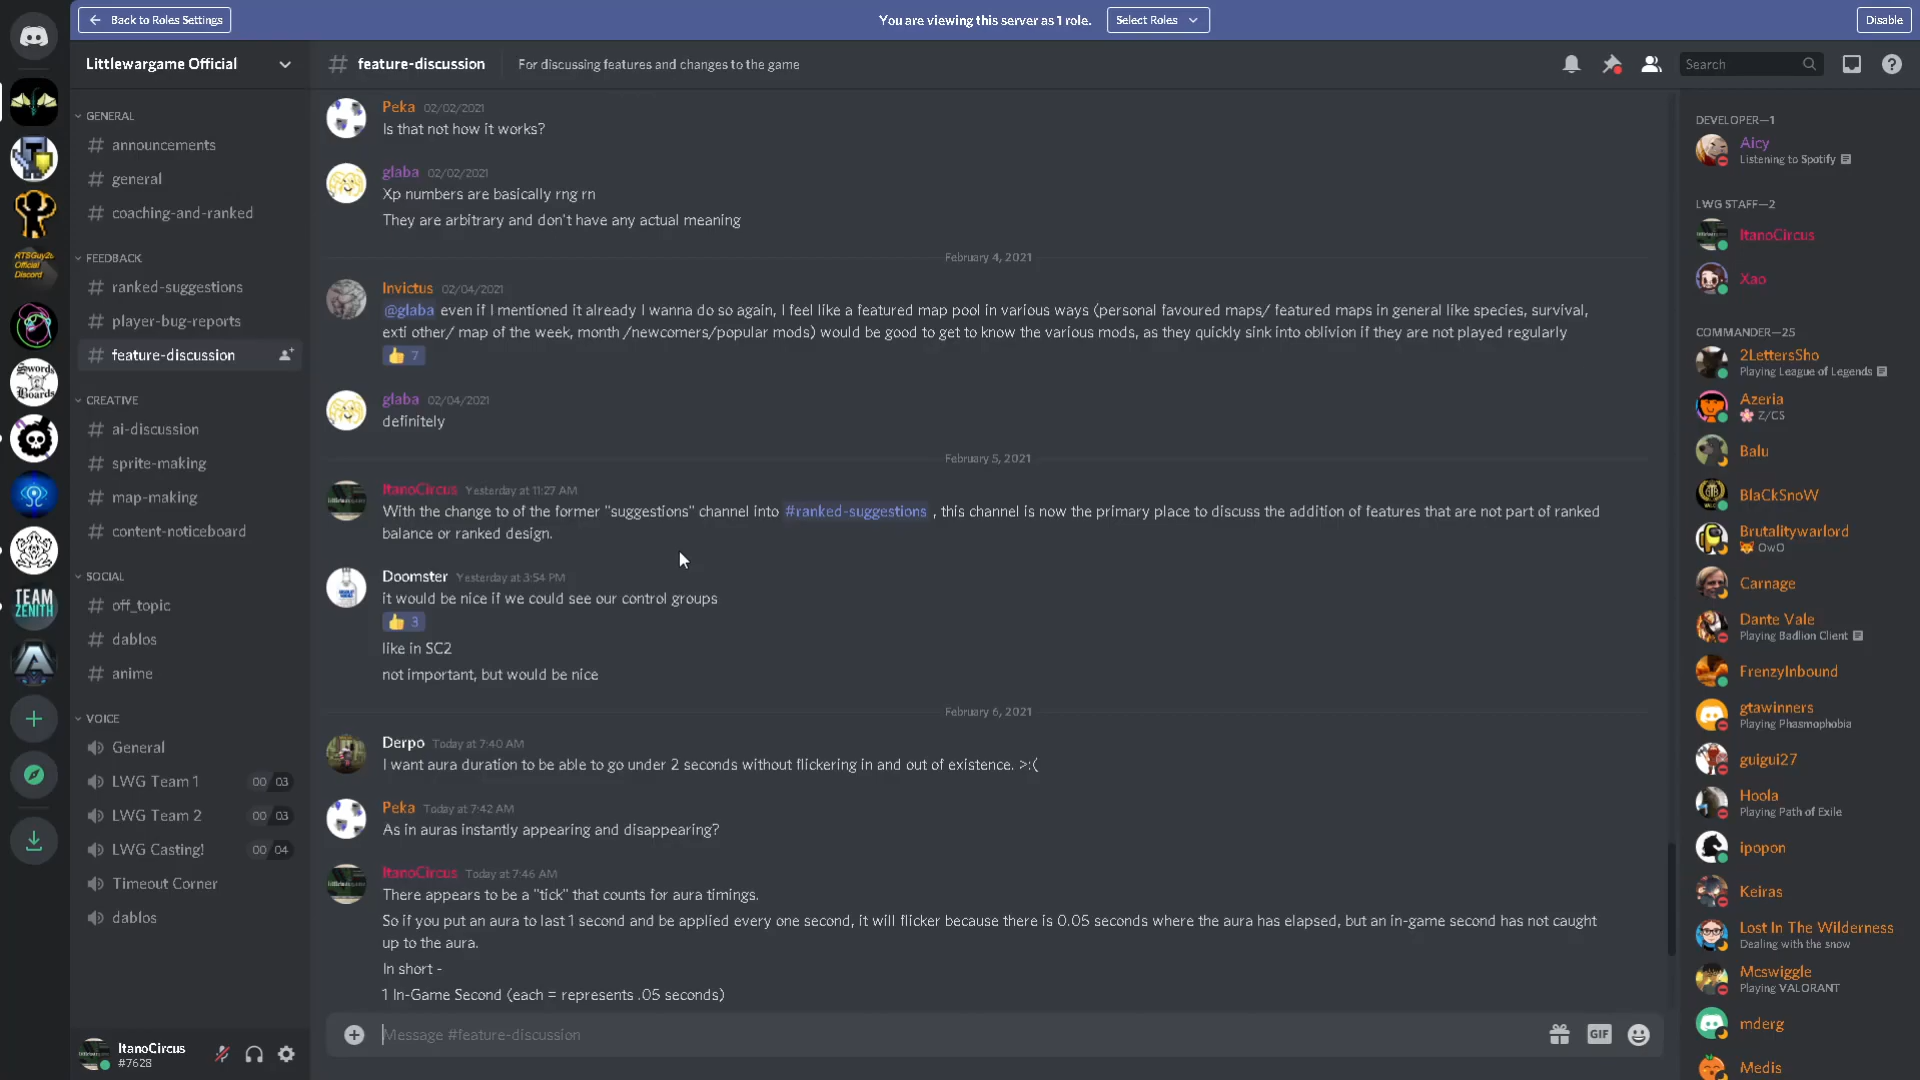 Back to Roles Settings
You are viewing this server as 1 role.
Select Roles
Disable
Littlewargame Official
feature-discussion
For discussing features and changes to the game
Search
GENERAL
announcements
general
coaching-and-ranked
FEEDBACK
ranked-suggestions
player-bug-reports
feature-discussion
CREATIVE
ai-discussion
sprite-making
map-making
content-noticeboard
SOCIAL
off_topic
dablos
anime
VOICE
General
LWG Team 1 00 03
LWG Team 2 00 03
LWG Casting! 00 04
Timeout Corner
dablos
ItanoCircus
#7628
RTSGuy2c
Official
Discord
Swords
Boards
TEAM
ZENITH
Peka 02/02/2021
Is that not how it works?
glaba 02/02/2021
Xp numbers are basically rng rn
They are arbitrary and don't have any actual meaning
February 4, 2021
Invictus 02/04/2021
@glaba even if I mentioned it already I wanna do so again, I feel like a featured map pool in various ways (personal favoured maps/ featured maps in general like species, survival,
exti other/ map of the week, month /newcomers/popular mods) would be good to get to know the various mods, as they quickly sink into oblivion if they are not played regularly
👍 7
glaba 02/04/2021
definitely
February 5, 2021
ItanoCircus Yesterday at 11:27 AM
With the change to of the former "suggestions" channel into #ranked-suggestions , this channel is now the primary place to discuss the addition of features that are not part of ranked
balance or ranked design.
Doomster Yesterday at 3:54 PM
it would be nice if we could see our control groups
👍 3
like in SC2
not important, but would be nice
February 6, 2021
Derpo Today at 7:40 AM
I want aura duration to be able to go under 2 seconds without flickering in and out of existence. >:(
Peka Today at 7:42 AM
As in auras instantly appearing and disappearing?
ItanoCircus Today at 7:46 AM
There appears to be a "tick" that counts for aura timings.
So if you put an aura to last 1 second and be applied every one second, it will flicker because there is 0.05 seconds where the aura has elapsed, but an in-game second has not caught
up to the aura.
In short -
1 In-Game Second (each = represents .05 seconds)
Message #feature-discussion
GIF
DEVELOPER—1
Aicy
Listening to Spotify
LWG STAFF—2
ItanoCircus
Xao
COMMANDER—25
2LettersSho
Playing League of Legends
Azeria
🌸 Z/CS
Balu
BlaCkSnoW
Brutalitywarlord
🦊 OwO
Carnage
Dante Vale
Playing Badlion Client
FrenzyInbound
gtawinners
Playing Phasmophobia
guigui27
Hoola
Playing Path of Exile
ipopon
Keiras
Lost In The Wilderness
Dealing with the snow
Mcswiggle
Playing VALORANT
mderg
Medis